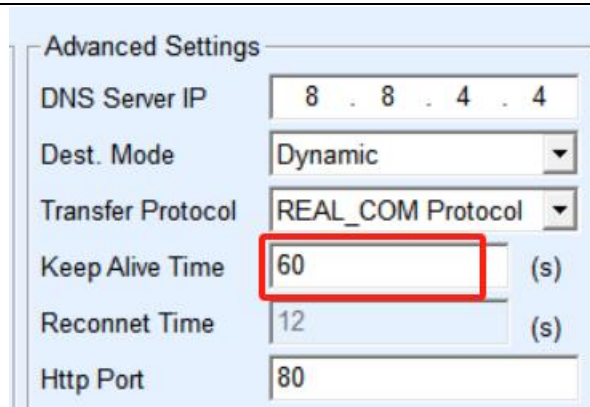 Advanced Settings
DNS Server IP 8 . 8 . 4 . 4
Dest. Mode Dynamic
Transfer Protocol REAL_COM Protocol
Keep Alive Time 60 (s)
Reconnet Time 12 (s)
Http Port 80